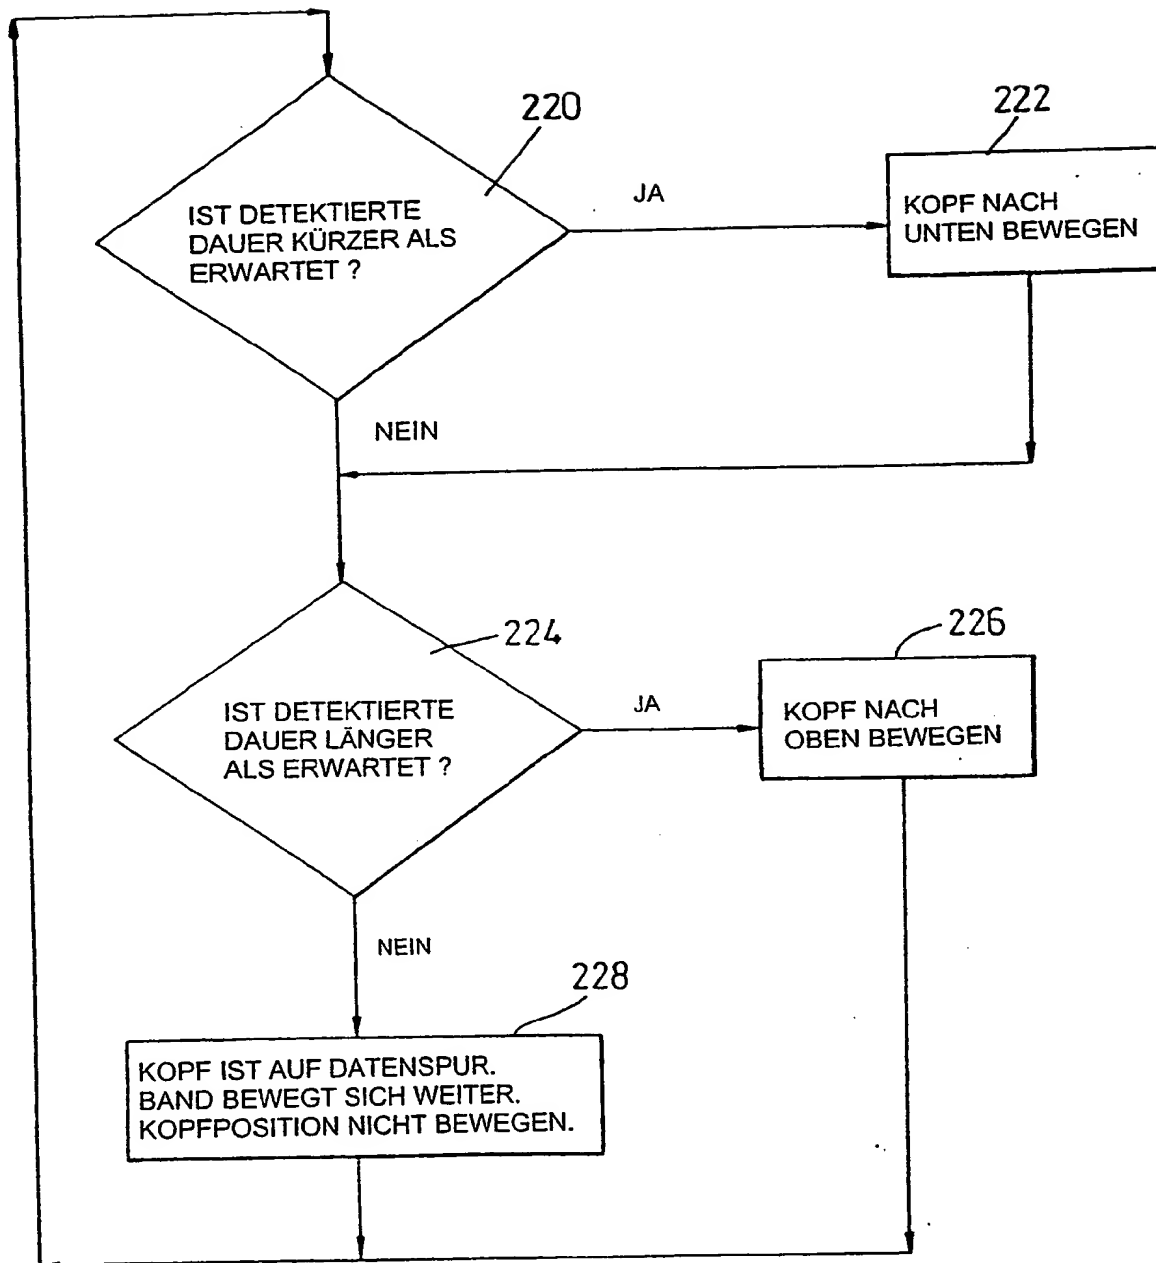 220
IST DETEKTIERTE
DAUER KÜRZER ALS
ERWARTET ?
JA
222
KOPF NACH
UNTEN BEWEGEN
NEIN
224
IST DETEKTIERTE
DAUER LÄNGER
ALS ERWARTET ?
JA
226
KOPF NACH
OBEN BEWEGEN
NEIN
228
KOPF IST AUF DATENSPUR.
BAND BEWEGT SICH WEITER.
KOPFPOSITION NICHT BEWEGEN.